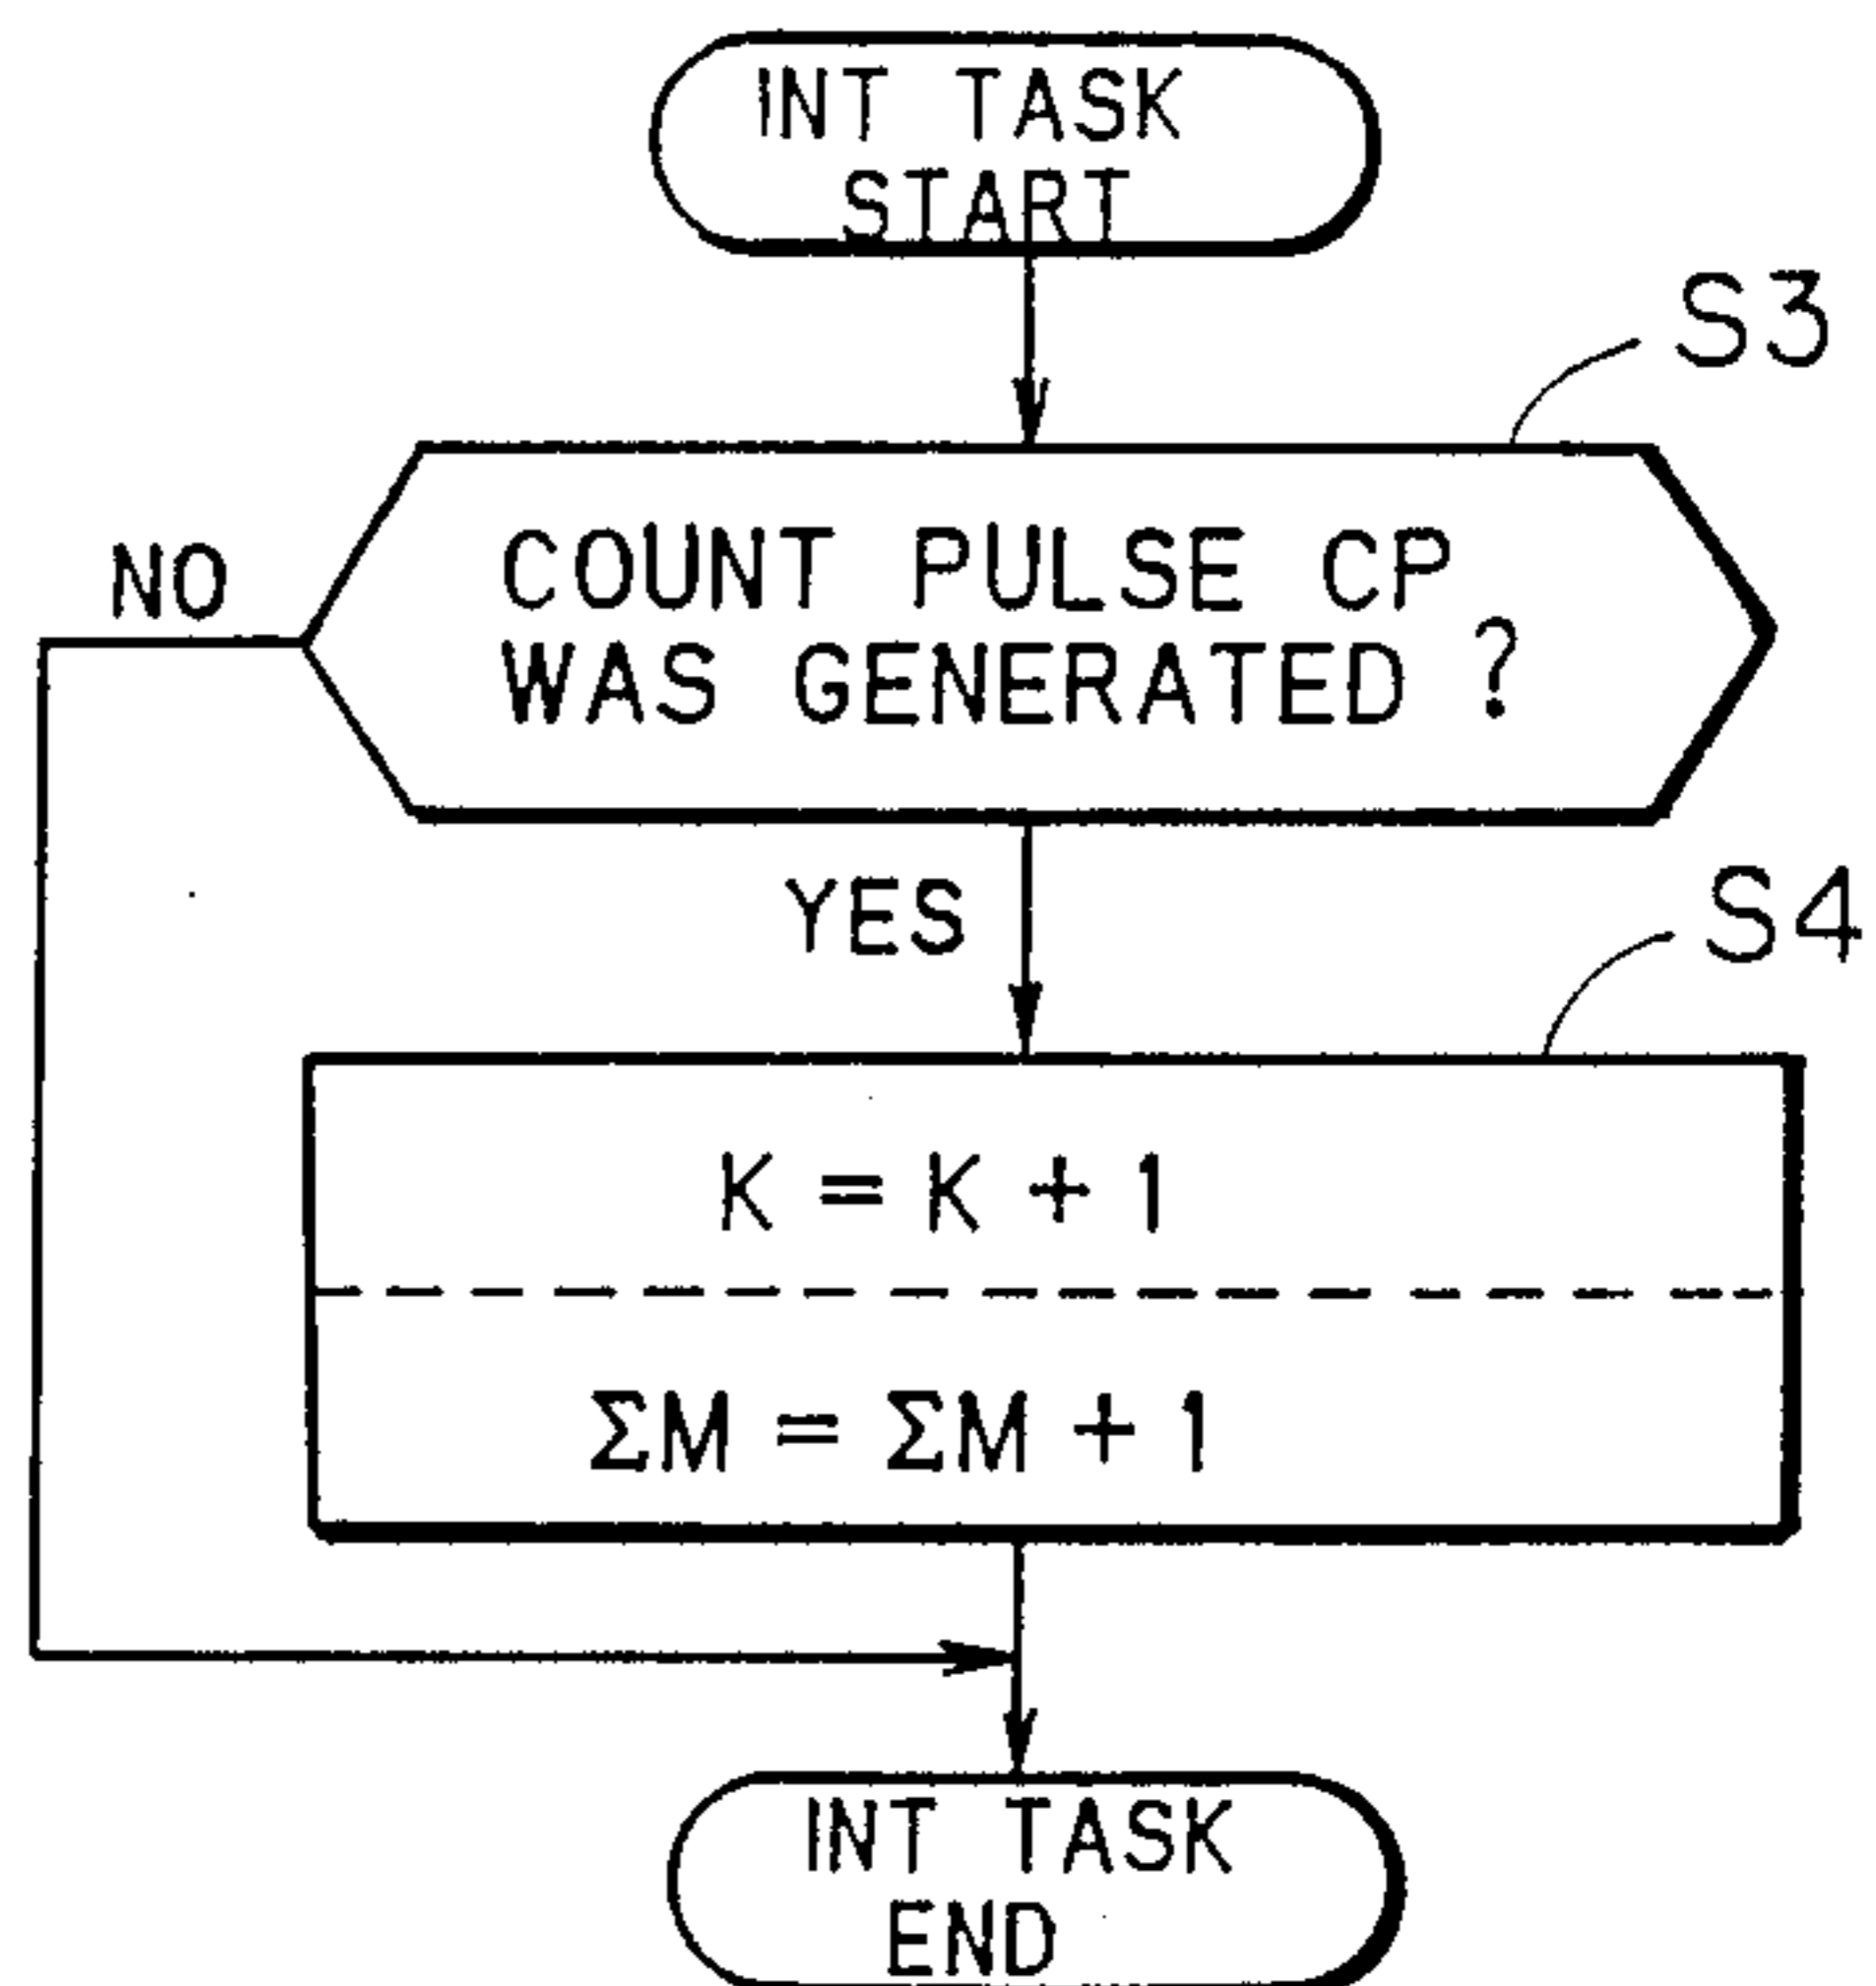 INT TASK
START
S3
COUNT PULSE CP
WAS GENERATED ?
NO
YES
S4
K = K + 1
ΣM = ΣM + 1
INT TASK
END